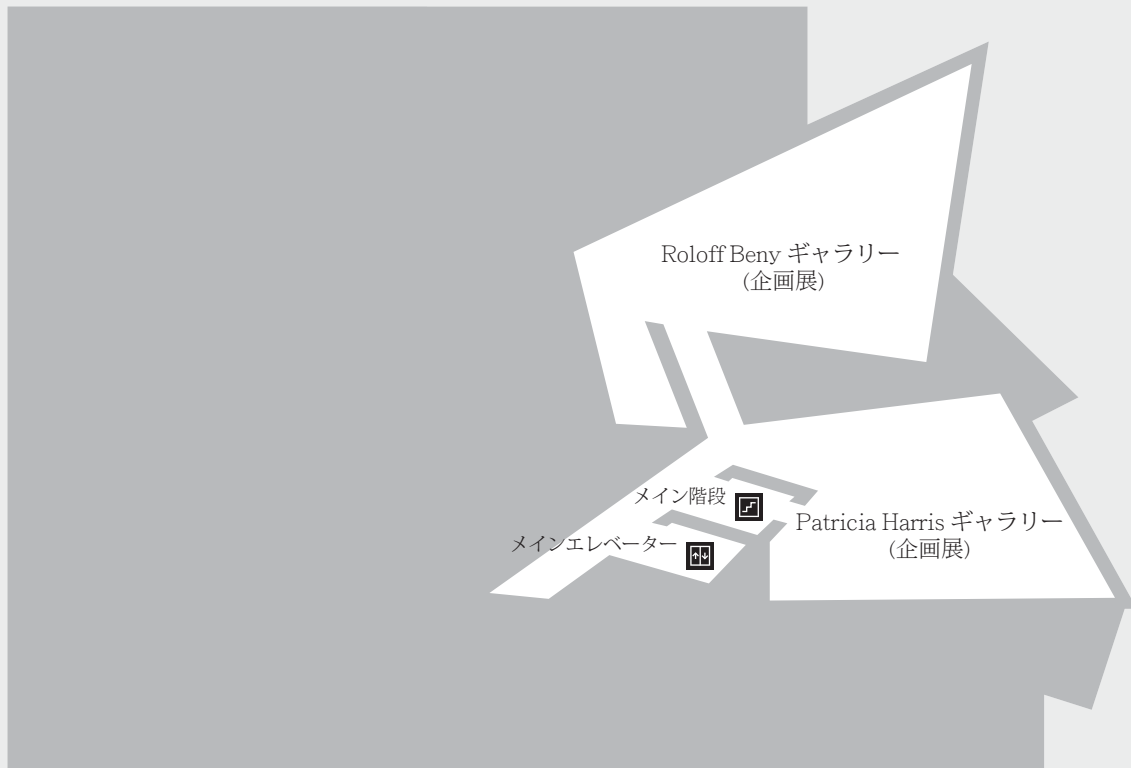 Roloff Beny ギャラリー
(企画展)
メイン階段
Patricia Harris ギャラリー
(企画展)
メインエレベーター